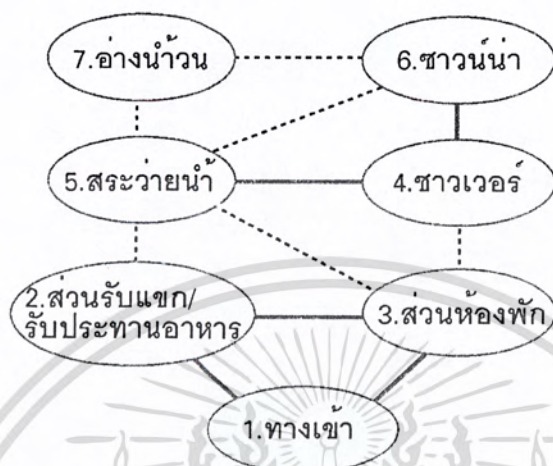 7.อ่างน้ำวน
6.ซาวน์น่า
5.สระว่ายน้ำ
4.ชาวเวอร์
2.ส่วนรับแขก/
รับประทานอาหาร
3.ส่วนห้องพัก
1.ทางเข้า